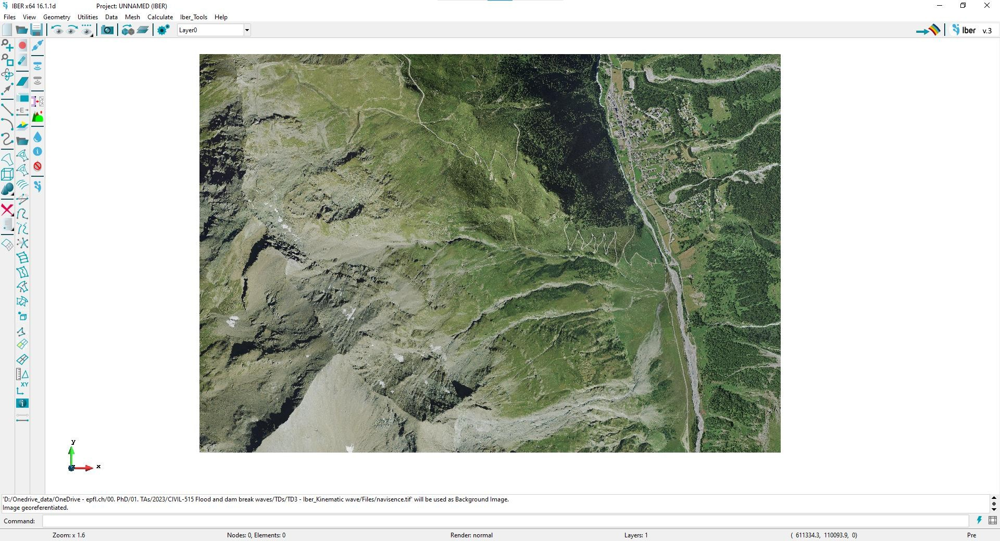 IBER x64 16.1.1d Project: UNNAMED (IBER)
Files View Geometry Utilities Data Mesh Calculate Iber_Tools Help
Layer0
Iber v.3
E
XY
y
z
x
'D:/Onedrive_data/OneDrive - epfl.ch/00. PhD/01. TAs/2023/CIVIL-515 Flood and dam break waves/TDs/TD3 - Iber_Kinematic wave/Files/navisence.tif' will be used as Background Image.
Image georeferentiated.
Command:
Zoom: x 1.6 Nodes: 0, Elements: 0 Render: normal Layers: 1 ( 611334.3, 110093.9, 0) Pre